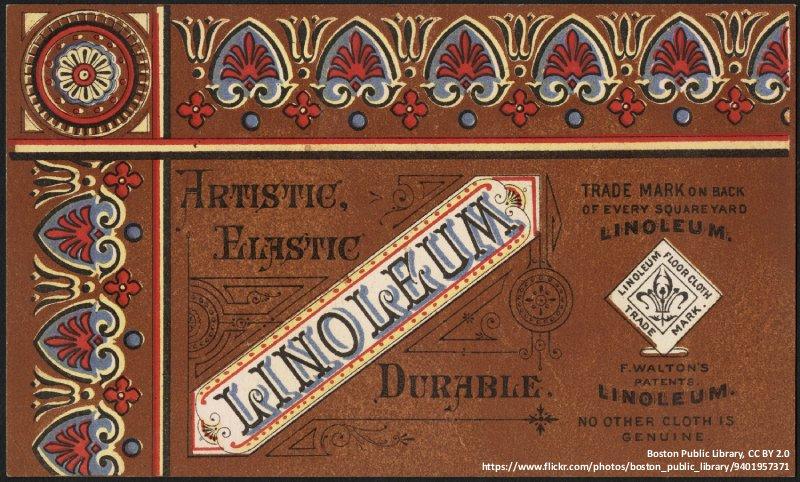 ARTISTIC,
ELASTIC
LINOLEUM
DURABLE.
TRADE MARK ON BACK
OF EVERY SQUARE YARD
LINOLEUM.
LINOLEUM FLOOR CLOTH
TRADE MARK.
F. WALTON'S
PATENTS.
LINOLEUM.
NO OTHER CLOTH IS
GENUINE
Boston Public Library, CC BY 2.0
https://www.flickr.com/photos/boston_public_library/9401957371